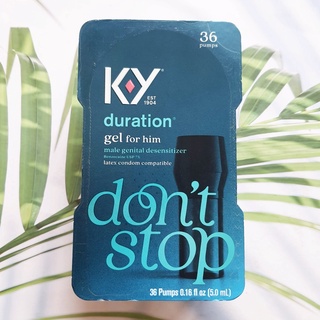 36
pumps
KY
EST
1904
duration
gel for him
male genital desensitizer
latex condom compatible
don't
stop
36 Pumps 0.16 fl oz (5.0 mL)